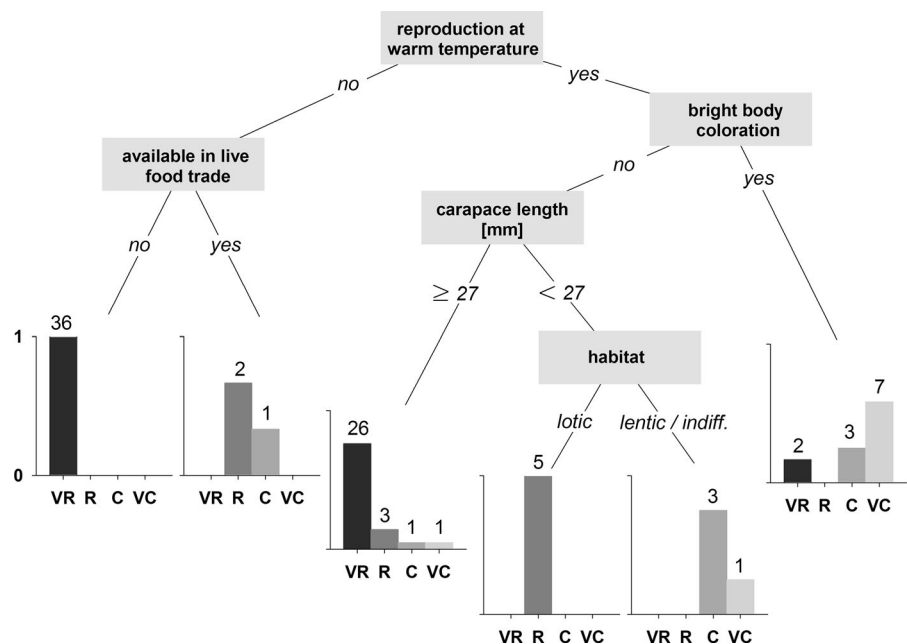 reproduction at
warm temperature
no
yes
bright body
coloration
available in live
food trade
no
yes
carapace length
[mm]
no
yes
≥ 27
< 27
habitat
lotic
lentic / indiff.
1
0
36
VR R C VC
2
1
VR R C VC
26
3
1
1
VR R C VC
5
VR R C VC
3
1
VR R C VC
2
3
7
VR R C VC